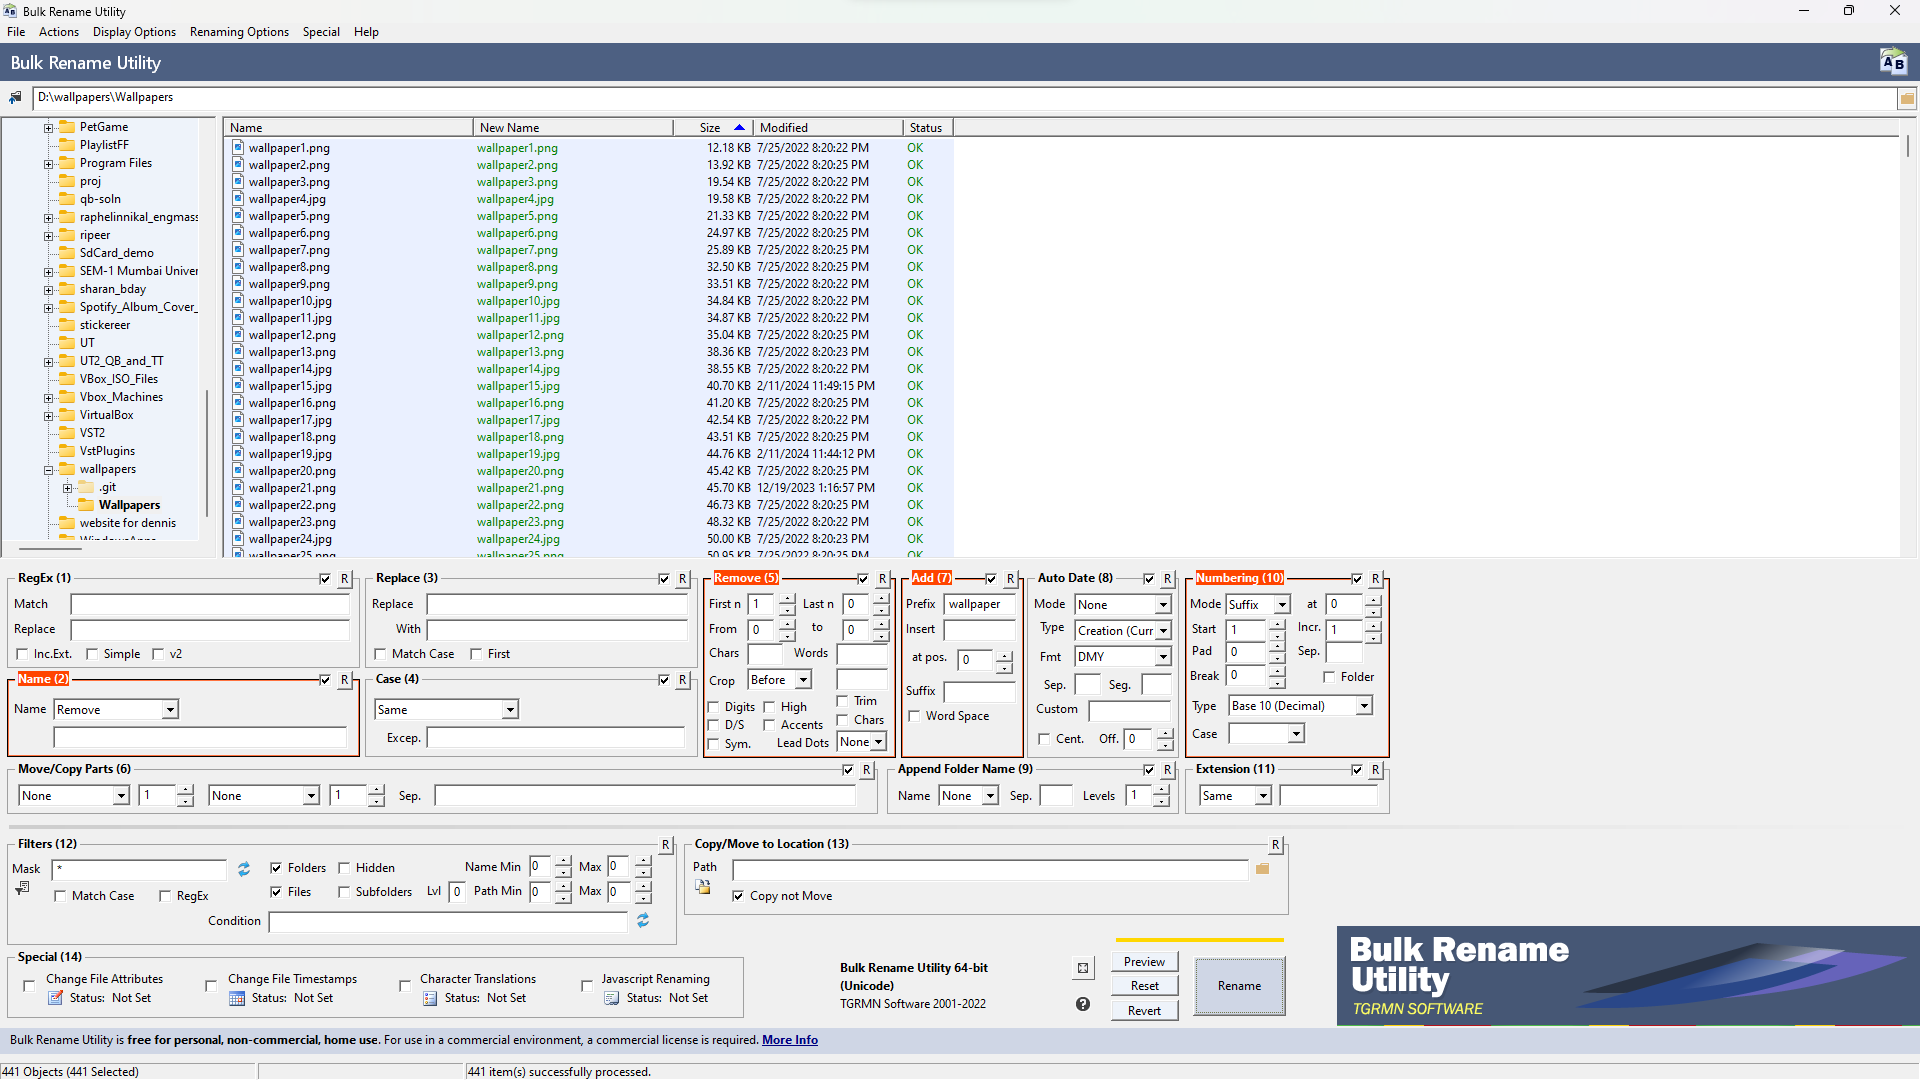 Bulk Rename Utility
File Actions Display Options Renaming Options Special Help
Bulk Rename Utility
D:\wallpapers\Wallpapers
PetGame
PlaylistFF
Program Files
proj
qb-soln
raphelinnikal_engmass
ripeer
SdCard_demo
SEM-1 Mumbai Univer
sharan_bday
Spotify_Album_Cover_
stickereer
UT
UT2_QB_and_TT
VBox_ISO_Files
Vbox_Machines
VirtualBox
VST2
VstPlugins
wallpapers
.git
Wallpapers
website for dennis
WindowsApps
Name New Name Size Modified Status
wallpaper1.png wallpaper1.png 12.18 KB 7/25/2022 8:20:22 PM OK
wallpaper2.png wallpaper2.png 13.92 KB 7/25/2022 8:20:25 PM OK
wallpaper3.png wallpaper3.png 19.54 KB 7/25/2022 8:20:22 PM OK
wallpaper4.jpg wallpaper4.jpg 19.58 KB 7/25/2022 8:20:22 PM OK
wallpaper5.png wallpaper5.png 21.33 KB 7/25/2022 8:20:22 PM OK
wallpaper6.png wallpaper6.png 24.97 KB 7/25/2022 8:20:22 PM OK
wallpaper7.png wallpaper7.png 25.89 KB 7/25/2022 8:20:22 PM OK
wallpaper8.png wallpaper8.png 32.50 KB 7/25/2022 8:20:22 PM OK
wallpaper9.png wallpaper9.png 33.51 KB 7/25/2022 8:20:22 PM OK
wallpaper10.jpg wallpaper10.jpg 34.84 KB 7/25/2022 8:20:22 PM OK
wallpaper11.jpg wallpaper11.jpg 34.87 KB 7/25/2022 8:20:22 PM OK
wallpaper12.png wallpaper12.png 35.04 KB 7/25/2022 8:20:25 PM OK
wallpaper13.png wallpaper13.png 38.36 KB 7/25/2022 8:20:23 PM OK
wallpaper14.jpg wallpaper14.jpg 38.55 KB 7/25/2022 8:20:22 PM OK
wallpaper15.jpg wallpaper15.jpg 40.70 KB 2/11/2024 11:49:15 PM OK
wallpaper16.png wallpaper16.png 41.20 KB 7/25/2022 8:20:25 PM OK
wallpaper17.jpg wallpaper17.jpg 42.54 KB 7/25/2022 8:20:22 PM OK
wallpaper18.png wallpaper18.png 43.51 KB 7/25/2022 8:20:25 PM OK
wallpaper19.jpg wallpaper19.jpg 44.76 KB 2/11/2024 11:44:12 PM OK
wallpaper20.png wallpaper20.png 45.42 KB 7/25/2022 8:20:25 PM OK
wallpaper21.png wallpaper21.png 45.70 KB 12/19/2023 1:16:57 PM OK
wallpaper22.png wallpaper22.png 46.73 KB 7/25/2022 8:20:25 PM OK
wallpaper23.png wallpaper23.png 48.32 KB 7/25/2022 8:20:22 PM OK
wallpaper24.jpg wallpaper24.jpg 50.00 KB 7/25/2022 8:20:23 PM OK
wallpaper25.png wallpaper25.png 50.95 KB 7/25/2022 8:20:25 PM OK
RegEx (1) R
Match
Replace
Inc.Ext. Simple v2
Replace (3) R
Replace
With
Match Case First
Remove (5) R
First n 1 Last n 0
From 0 to 0
Chars Words
Crop Before
Digits High Trim
D/S Accents Chars
Sym. Lead Dots None
Add (7) R
Prefix wallpaper
Insert
at pos. 0
Suffix
Word Space
Auto Date (8) R
Mode None
Type Creation (Curr
Fmt DMY
Sep. Seg.
Custom
Cent. Off. 0
Numbering (10) R
Mode Suffix at 0
Start 1 Incr. 1
Pad 0 Sep.
Break 0 Folder
Type Base 10 (Decimal)
Case
Name (2) R
Name Remove
Case (4) R
Same
Excep.
Move/Copy Parts (6) R
None 1 None 1 Sep.
Append Folder Name (9) R
Name None Sep. Levels 1
Extension (11) R
Same
Filters (12) R
Mask * Folders Hidden Name Min 0 Max 0
Match Case RegEx Files Subfolders Lvl 0 Path Min 0 Max 0
Condition
Copy/Move to Location (13) R
Path
Copy not Move
Special (14)
Change File Attributes Change File Timestamps Character Translations Javascript Renaming
Status: Not Set Status: Not Set Status: Not Set Status: Not Set
Bulk Rename Utility 64-bit
(Unicode)
TGRMN Software 2001-2022
Preview
Reset
Revert
Rename
Bulk Rename
Utility
TGRMN SOFTWARE
Bulk Rename Utility is free for personal, non-commercial, home use. For use in a commercial environment, a commercial license is required. More Info
441 Objects (441 Selected) 441 item(s) successfully processed.